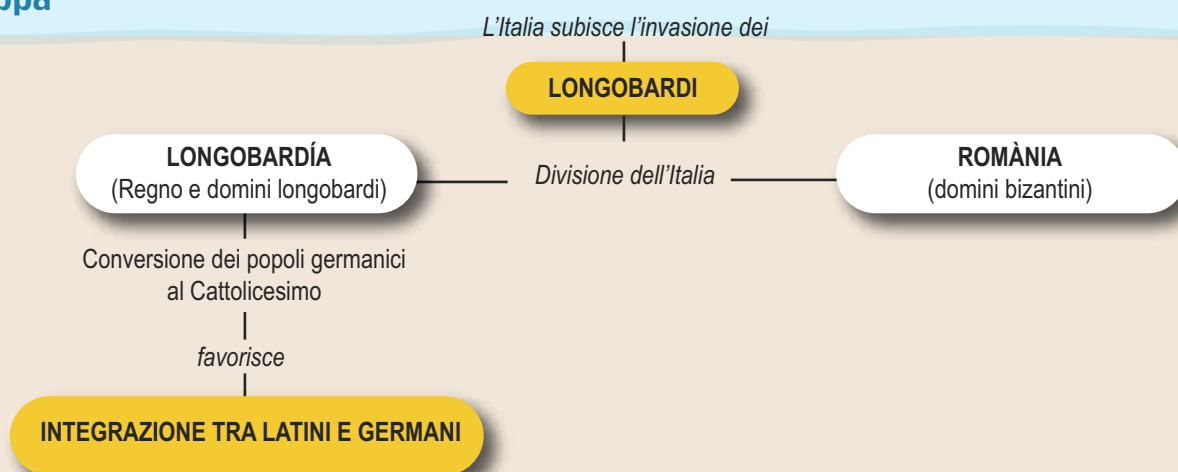 L'Italia subisce l'invasione dei
LONGOBARDI
LONGOBARDÍA
(Regno e domini longobardi)
Divisione dell'Italia
ROMÀNIA
(domini bizantini)
Conversione dei popoli germanici
al Cattolicesimo
favorisce
INTEGRAZIONE TRA LATINI E GERMANI